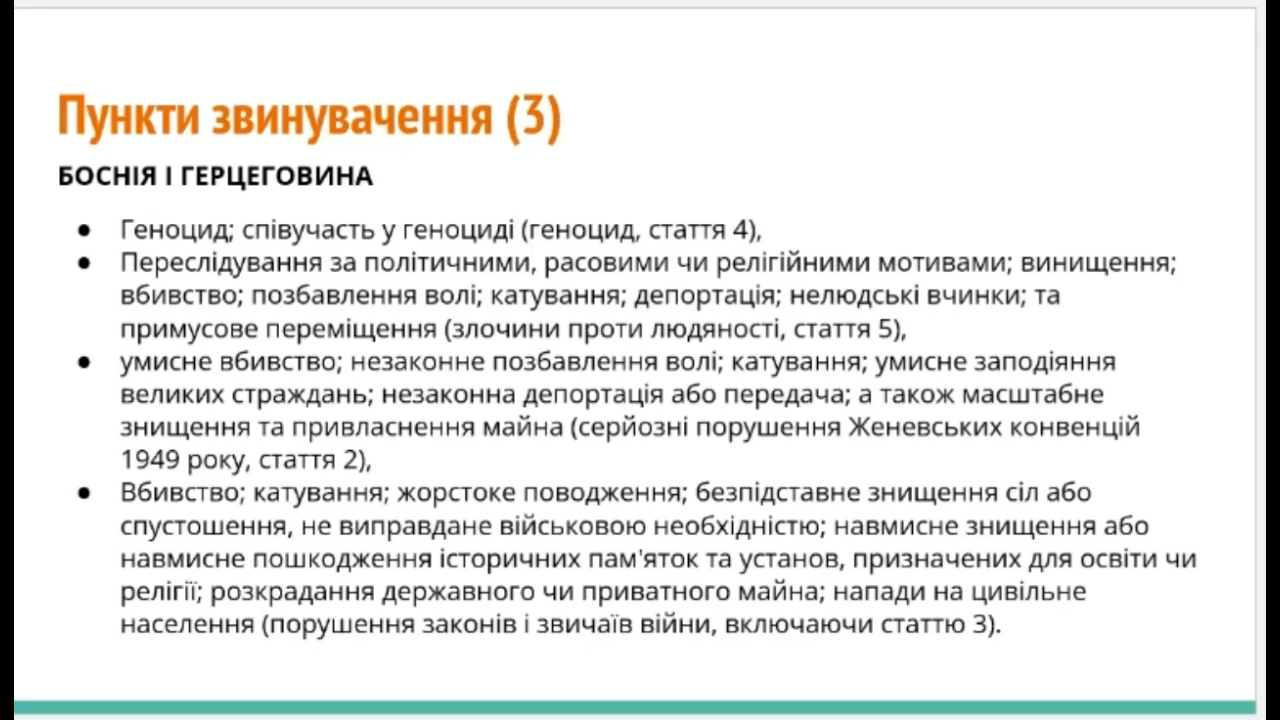 Пункти звинувачення (3)
БОСНІЯ І ГЕРЦЕГОВИНА
● Геноцид; співучасть у геноциді (геноцид, стаття 4),
● Переслідування за політичними, расовими чи релігійними мотивами; винищення;
вбивство; позбавлення волі; катування; депортація; нелюдські вчинки; та
примусове переміщення (злочини проти людяності, стаття 5),
● умисне вбивство; незаконне позбавлення волі; катування; умисне заподіяння
великих страждань; незаконна депортація або передача; а також масштабне
знищення та привласнення майна (серйозні порушення Женевських конвенцій
1949 року, стаття 2),
● Вбивство; катування; жорстоке поводження; безпідставне знищення сіл або
спустошення, не виправдане військовою необхідністю; навмисне знищення або
навмисне пошкодження історичних пам'яток та установ, призначених для освіти чи
релігії; розкрадання державного чи приватного майна; напади на цивільне
населення (порушення законів і звичаїв війни, включаючи статтю 3).